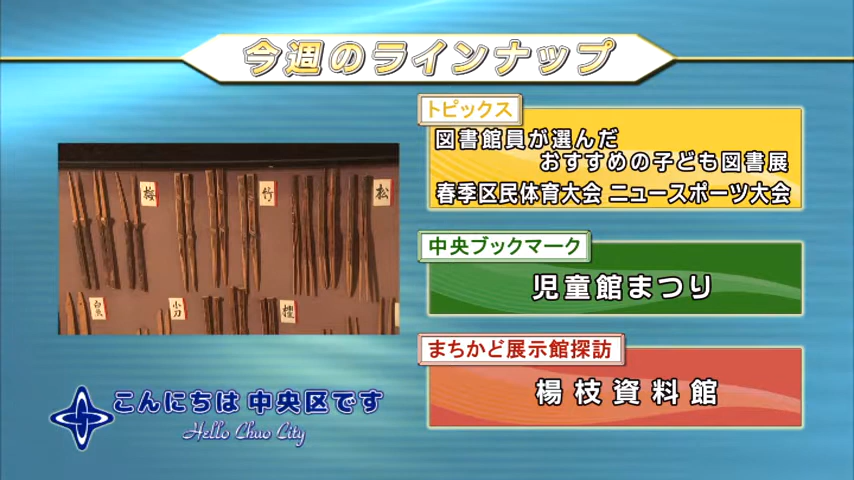 今週のラインナップ
トピックス
図書館員が選んだ
おすすめの子ども図書展
春季区民体育大会 ニュースポーツ大会
中央ブックマーク
児童館まつり
まちかど展示館探訪
楊枝資料館
梅
竹
松
小刀
こんにちは 中央区です
Hello Chuo City